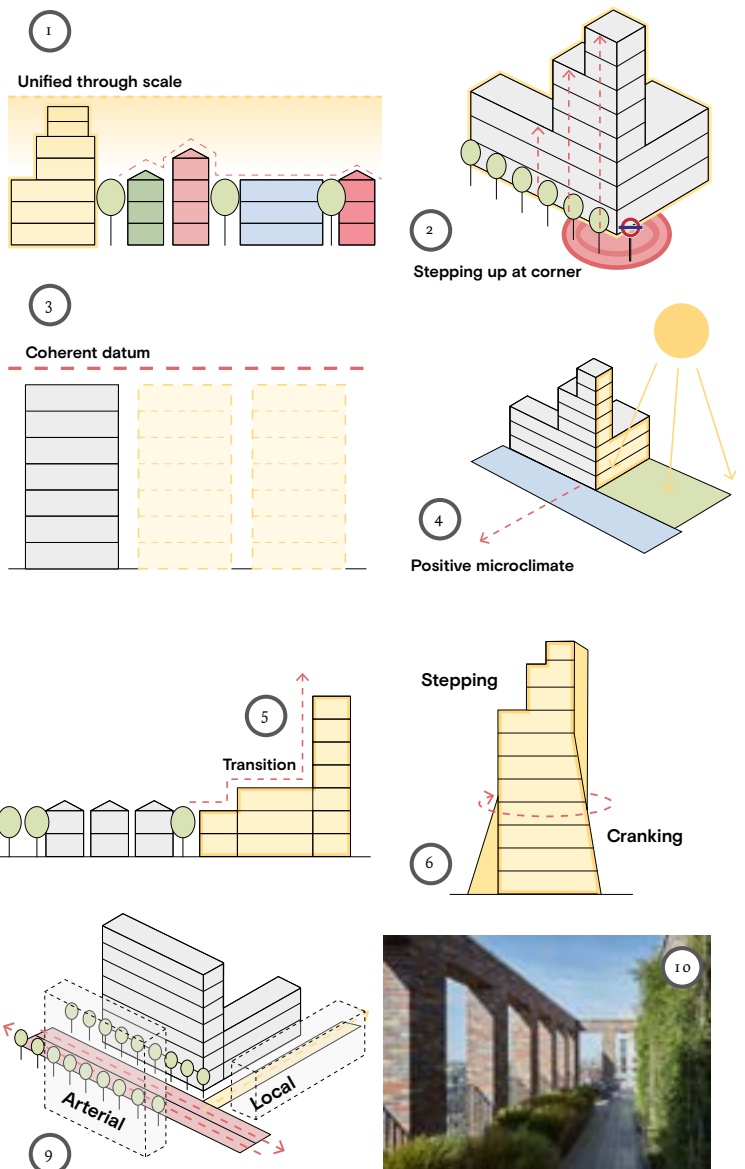 1
Unified through scale
2
Stepping up at corner
3
Coherent datum
4
Positive microclimate
5
Transition
Stepping
Cranking
6
Arterial
Local
9
10